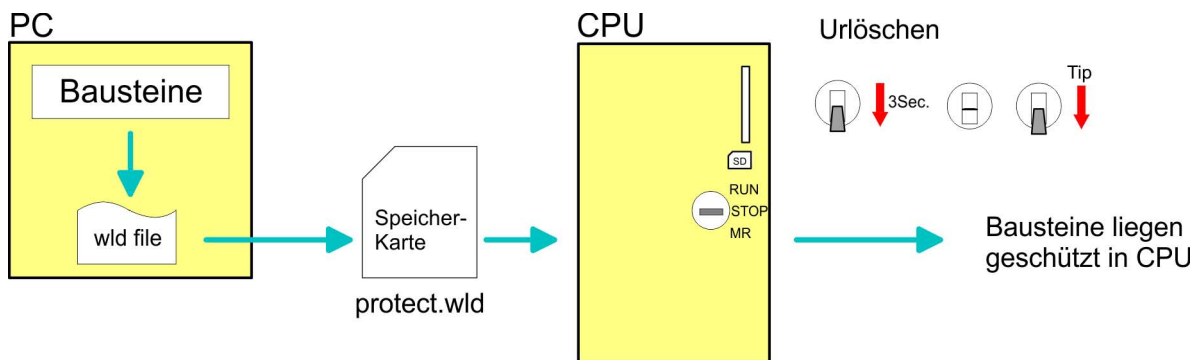 PC
Bausteine
wld file
Speicher-
Karte
protect.wld
CPU
SD
RUN
STOP
MR
Urlöschen
3Sec.
Tip
Bausteine liegen
geschützt in CPU